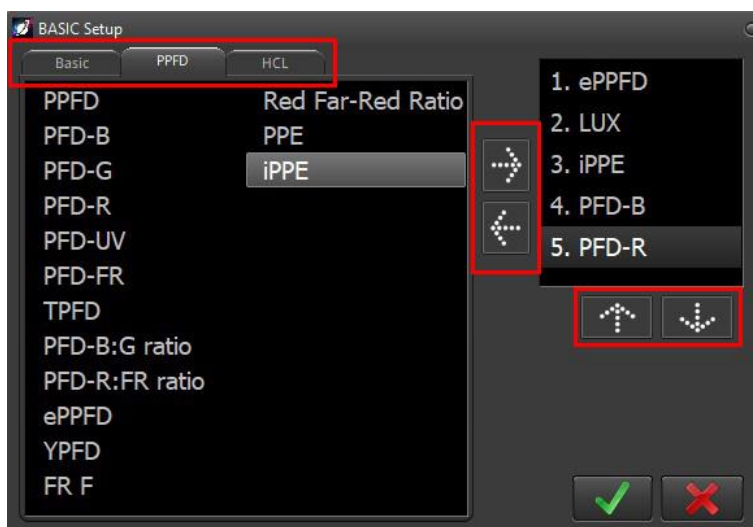 BASIC Setup
Basic
PPFD
HCL
PPFD
PFD-B
PFD-G
PFD-R
PFD-UV
PFD-FR
TPFD
PFD-B:G ratio
PFD-R:FR ratio
ePPFD
YPFD
FR F
Red Far-Red Ratio
PPE
iPPE
1. ePPFD
2. LUX
3. iPPE
4. PFD-B
5. PFD-R